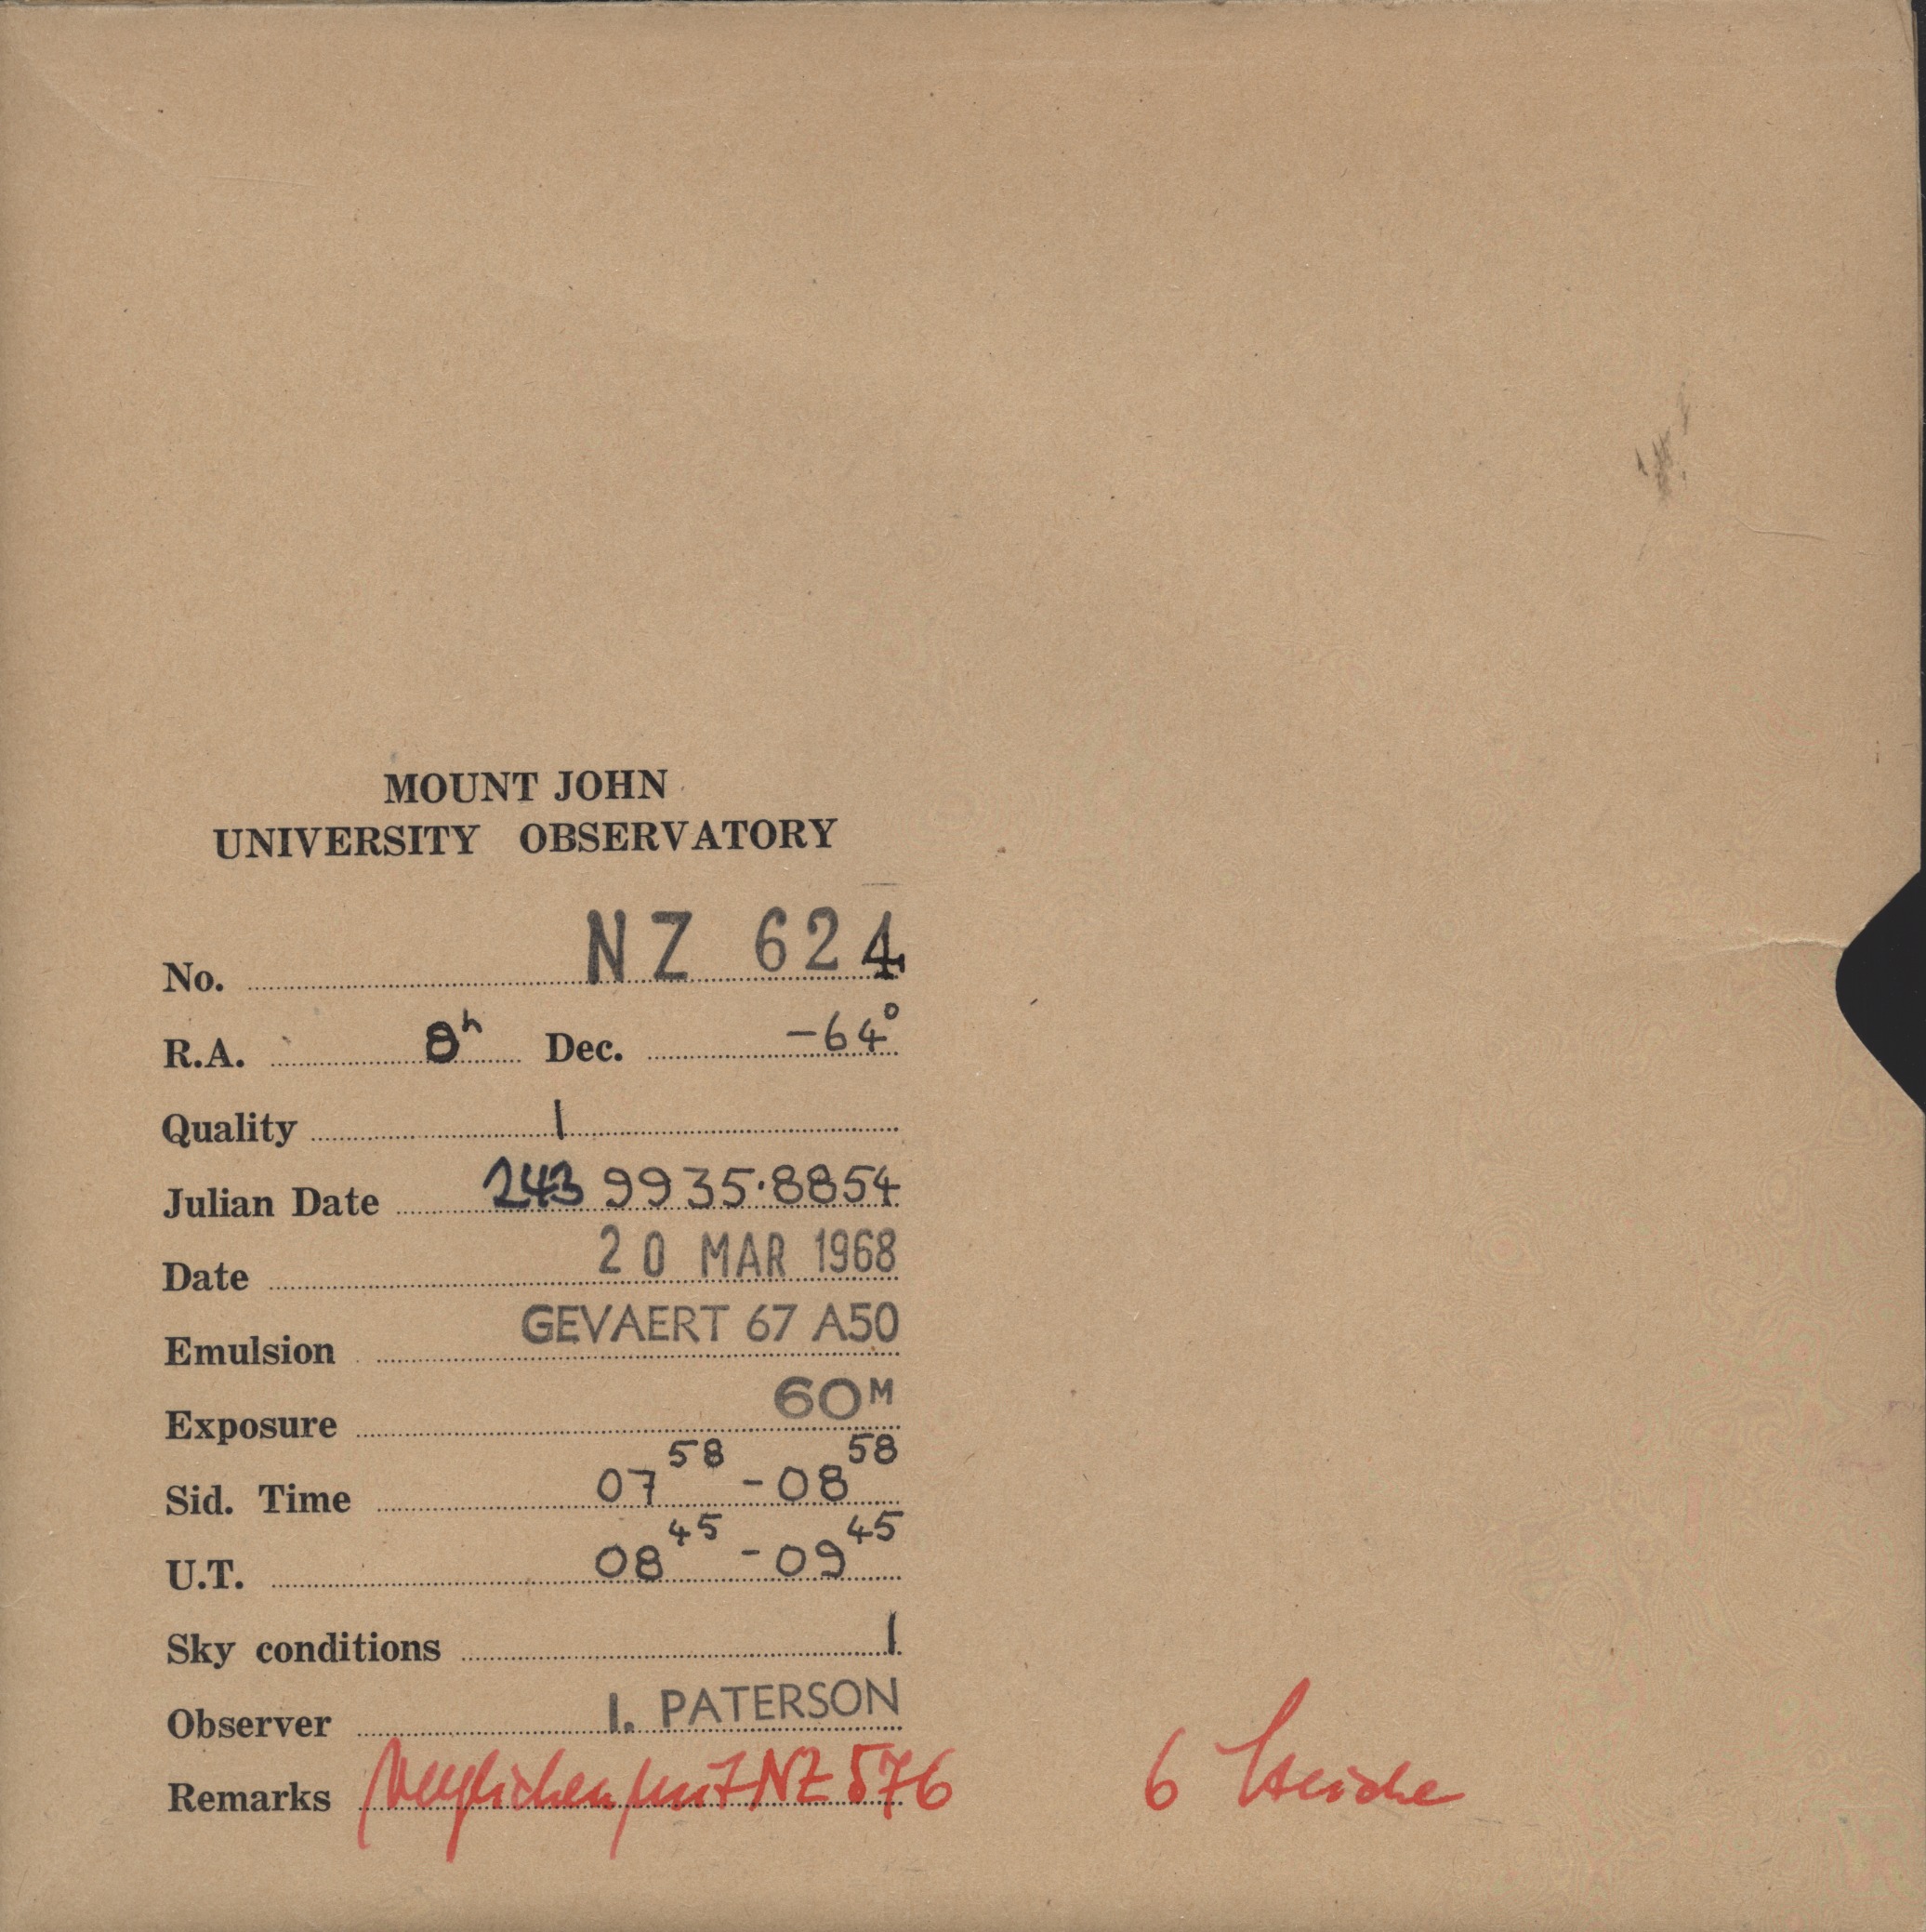 MOUNT JOHN
UNIVERSITY OBSERVATORY
No. NZ 624
R.A. 8h Dec. -64°
Quality 1
Julian Date 243 9935.8854
Date 20 MAR 1968
Emulsion GEVAERT 67 A50
Exposure 60M
Sid. Time 07 58 - 08 58
U.T. 08 45 - 09 45
Sky conditions 1
Observer I. PATERSON
Remarks Verglichen mit NZ 576 6